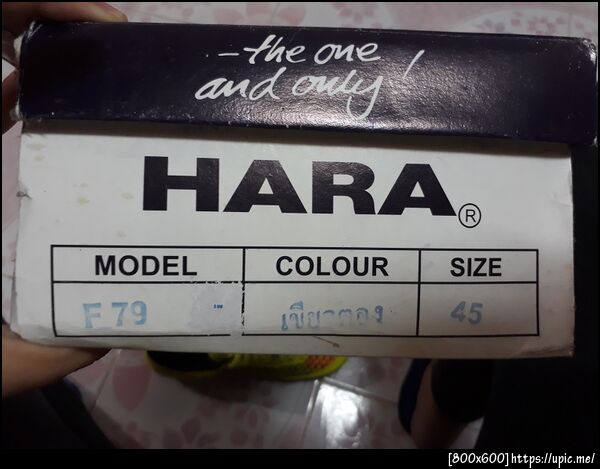 -the one
and only!
HARA®
MODEL COLOUR SIZE
F 79 เขียวตอง 45
[800x600]https://upic.me/